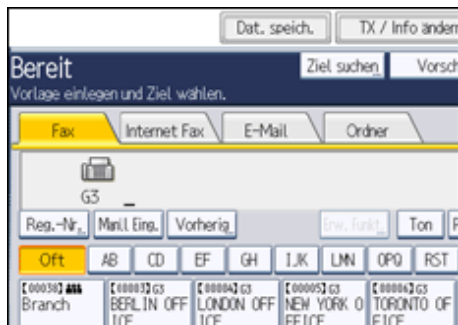 Dat. speich. TX / Info änder
Bereit Ziel suchen Vorsch
Vorlage einlegen und Ziel wählen.
Fax Internet Fax E-Mail Ordner
G3 _
Reg.-Nr. Manll Eing. Vorherig Erw. Funkt. Ton
Oft AB CD EF GH IJK LMN OPQ RST
[00030] [00003]G3 [00004]G3 [00005]G3 [00006]G3
Branch BERLIN OFF LONDON OFF NEW YORK O TORONTO OF
ICE ICE FFICE FICE